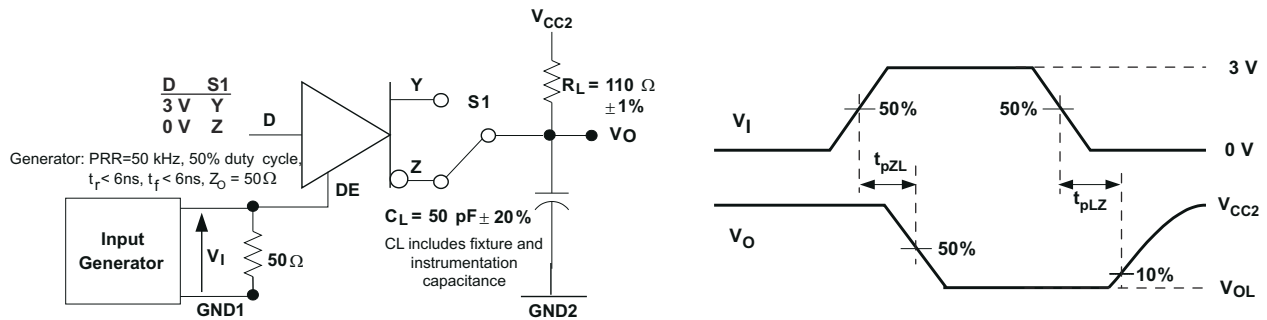 V_CC2
D S1
3 V Y
0 V Z
Y
S1
R_L = 110 Ω
±1%
D
V_O
Z
Generator: PRR=50 kHz, 50% duty cycle,
t_r < 6ns, t_f < 6ns, Z_O = 50Ω
DE
Input
Generator
V_I
50Ω
GND1
C_L = 50 pF ± 20%
CL includes fixture and
instrumentation
capacitance
GND2
3 V
V_I
50%
50%
0 V
t_pZL
t_pLZ
V_CC2
V_O
50%
10%
V_OL